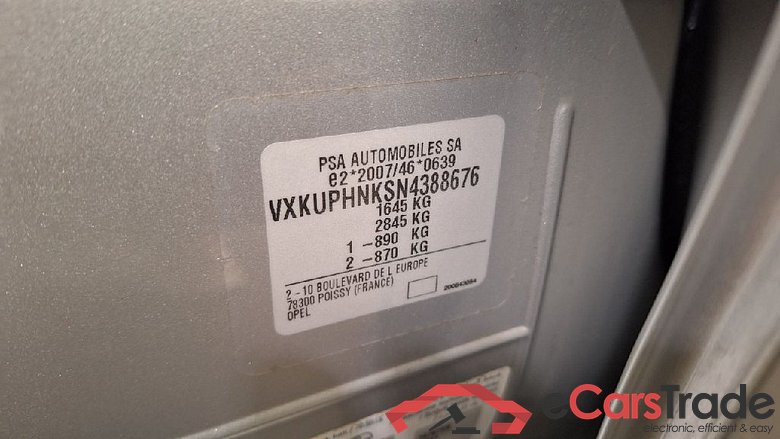 PSA AUTOMOBILES SA
e2*2007/46*0639
VXKUPHNKSN4388676
1645 KG
2845 KG
1 -890 KG
2 -870 KG
2 - 10 BOULEVARD DE L EUROPE
78300 POISSY (FRANCE)
OPEL
eCarsTrade
electronic, efficient & easy